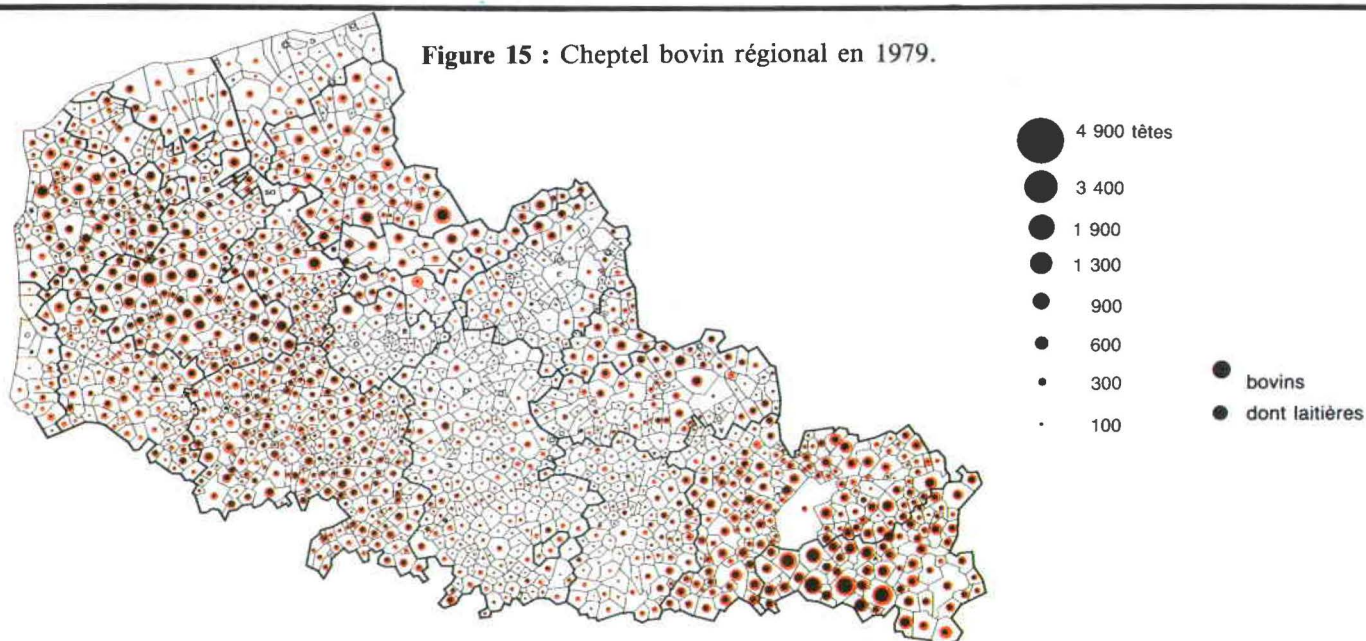 Figure 15 : Cheptel bovin régional en 1979.
4 900 têtes
3 400
1 900
1 300
900
600
300
100
bovins
dont laitières